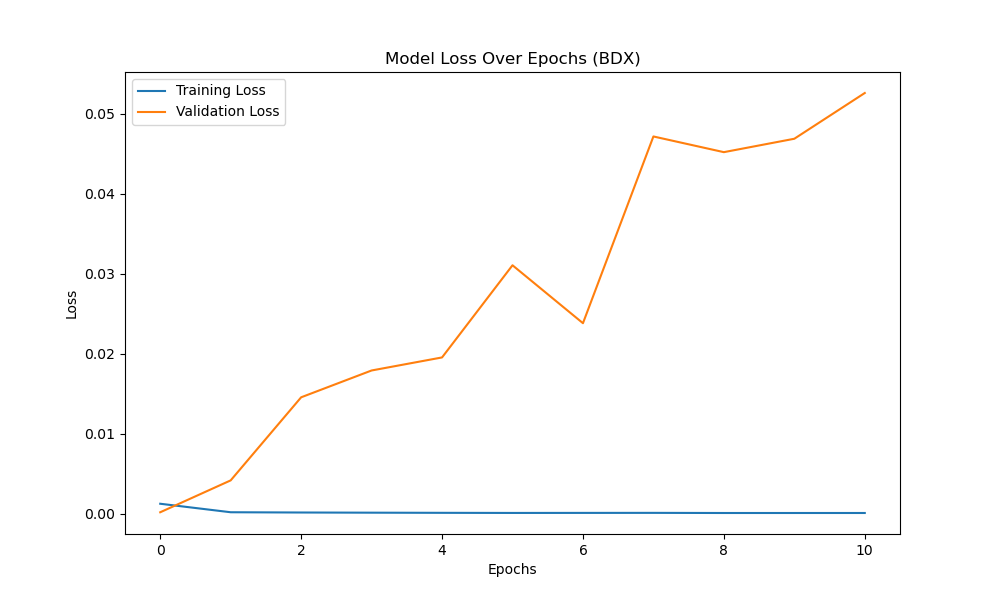 Model Loss Over Epochs (BDX)
Training Loss
Validation Loss
0.05
0.04
0.03
0.02
0.01
0.00
Loss
0 2 4 6 8 10
Epochs